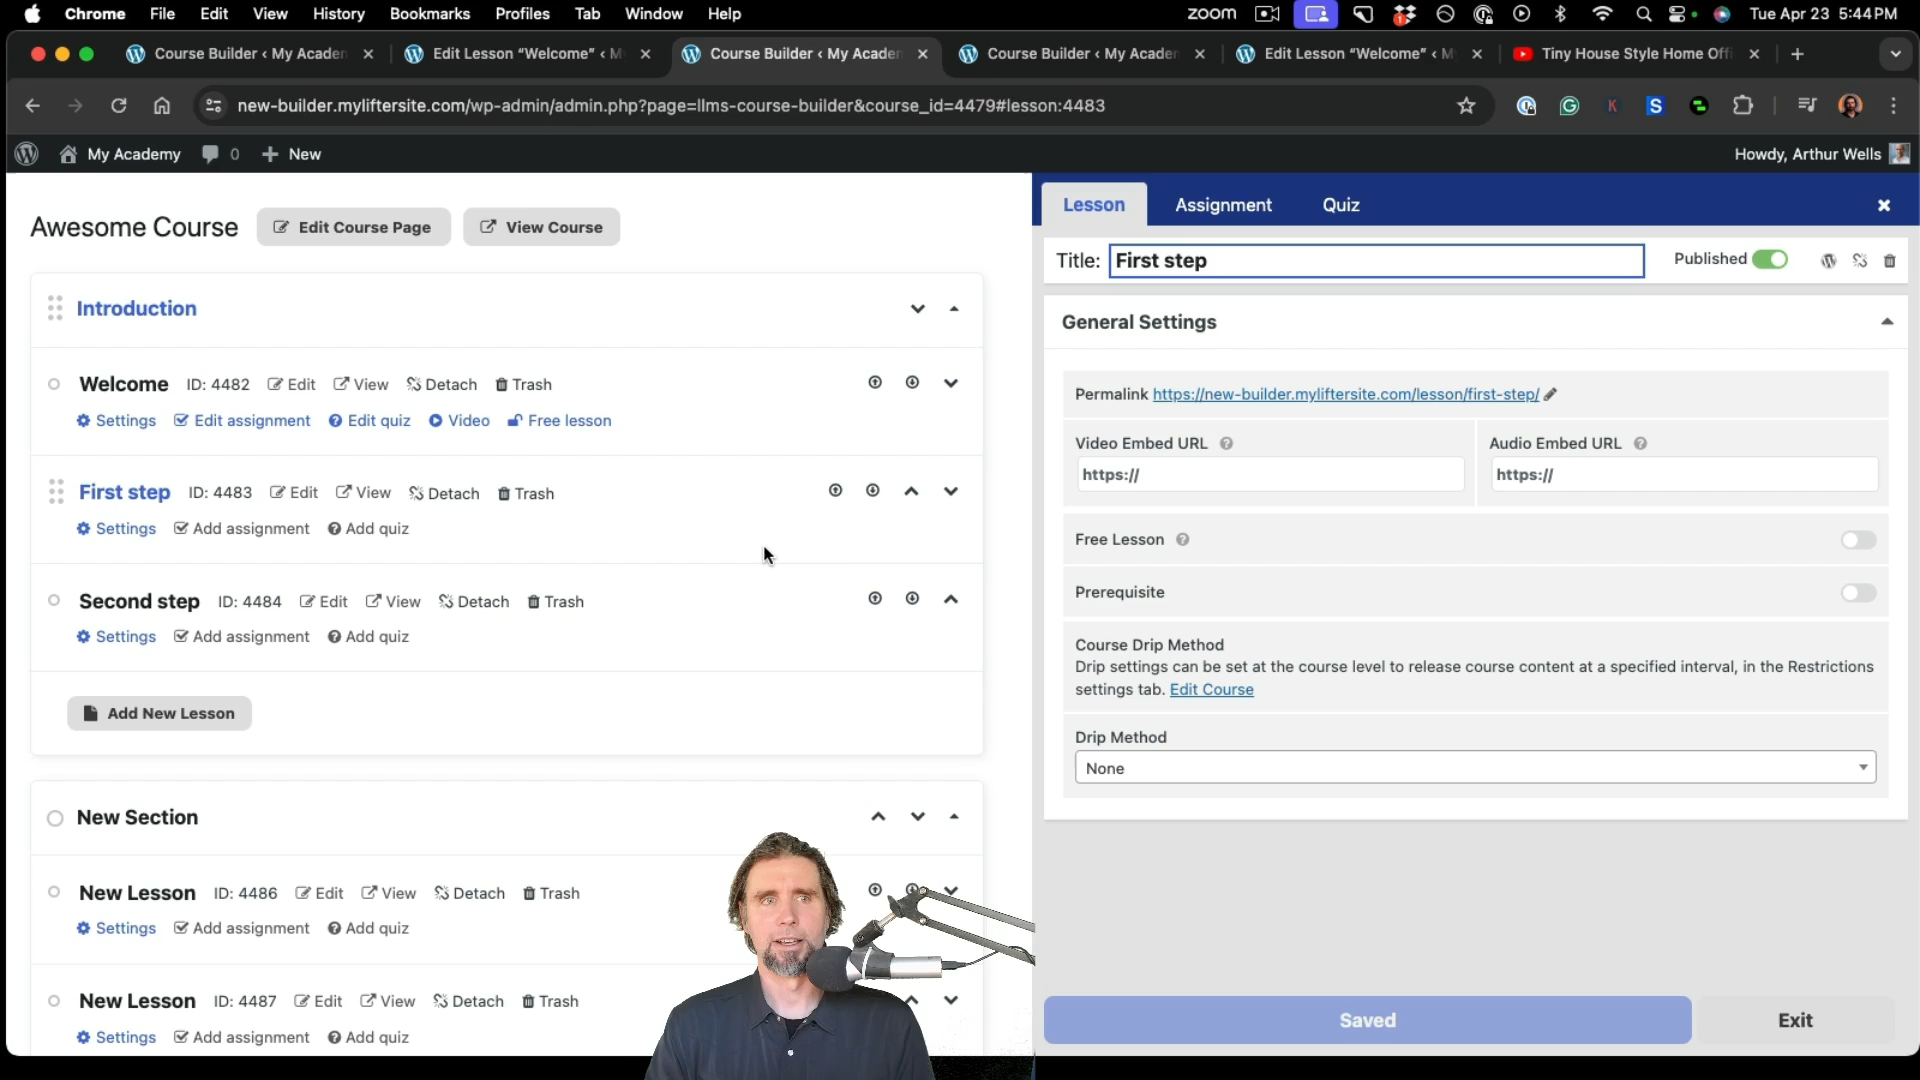 Chrome File Edit View History Bookmarks Profiles Tab Window Help zoom Tue Apr 23 5:44 PM
Course Builder ‹ My Academ Edit Lesson “Welcome” ‹ M Course Builder ‹ My Academ Course Builder ‹ My Academ Edit Lesson “Welcome” ‹ M Tiny House Style Home Offi
new-builder.myliftersite.com/wp-admin/admin.php?page=llms-course-builder&course_id=4479#lesson:4483
My Academy 0 New Howdy, Arthur Wells
Awesome Course Edit Course Page View Course
Introduction
Welcome ID: 4482 Edit View Detach Trash
Settings Edit assignment Edit quiz Video Free lesson
First step ID: 4483 Edit View Detach Trash
Settings Add assignment Add quiz
Second step ID: 4484 Edit View Detach Trash
Settings Add assignment Add quiz
Add New Lesson
New Section
New Lesson ID: 4486 Edit View Detach Trash
Settings Add assignment Add quiz
New Lesson ID: 4487 Edit View Detach Trash
Settings Add assignment Add quiz
Lesson Assignment Quiz
Title: First step Published
General Settings
Permalink https://new-builder.myliftersite.com/lesson/first-step/
Video Embed URL Audio Embed URL
https:// https://
Free Lesson
Prerequisite
Course Drip Method
Drip settings can be set at the course level to release course content at a specified interval, in the Restrictions
settings tab. Edit Course
Drip Method
None
Saved Exit